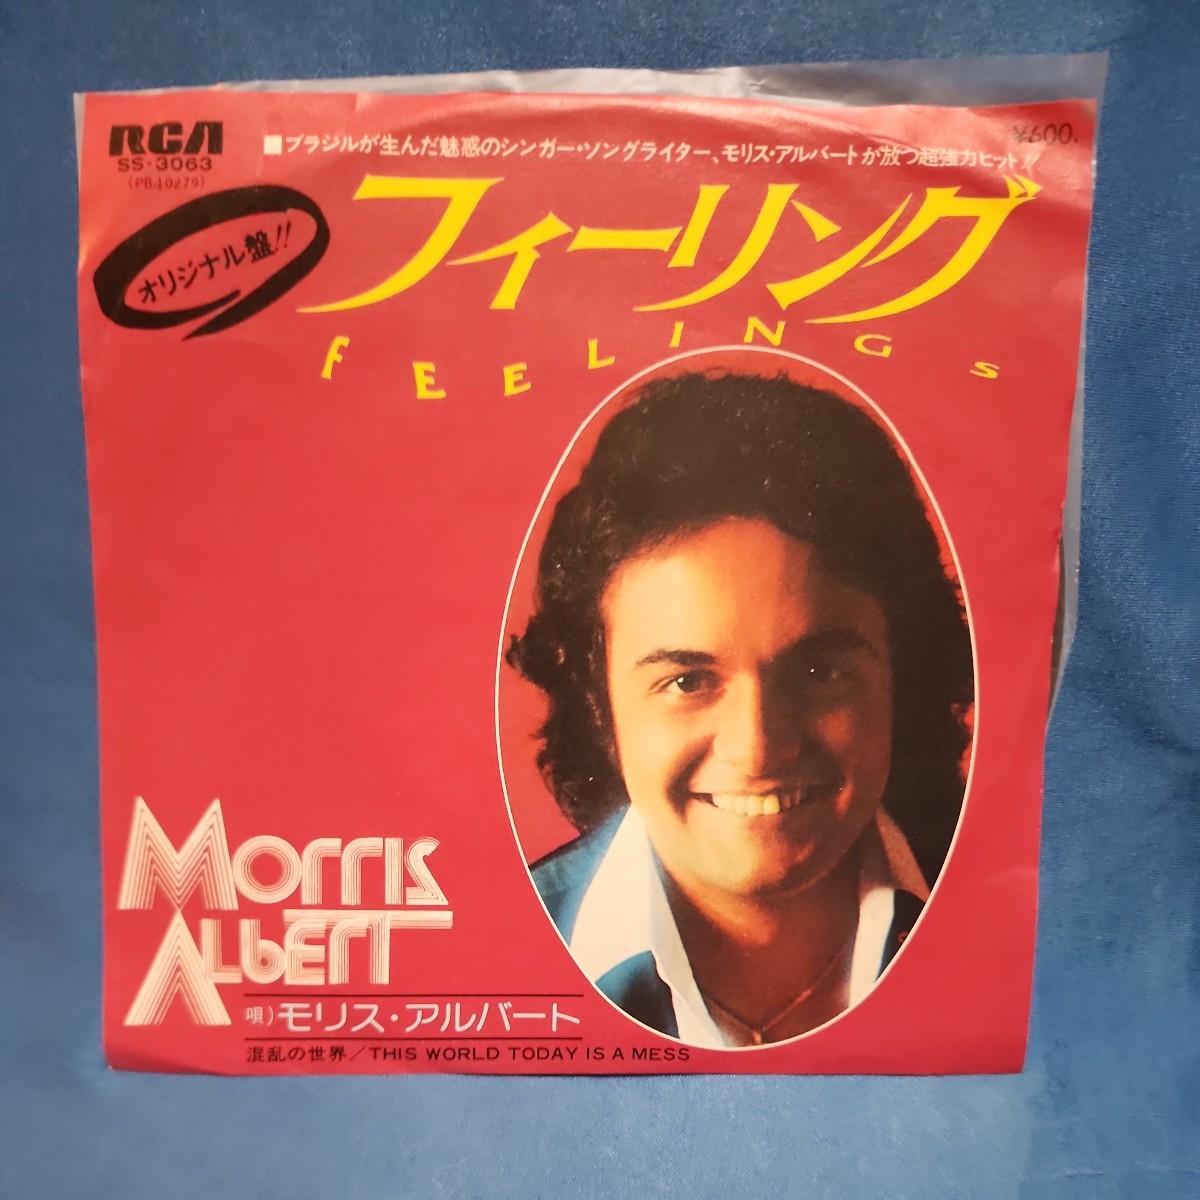 RCA
SS-3063
(PB-10279)
■ブラジルが生んだ魅惑のシンガー・ソングライター、モリス・アルバートが放つ超強力ヒット!!
¥600.
オリジナル盤!!
フィーリング
FEELINGS
MORRIS
ALBERT
唄)モリス・アルバート
混乱の世界/THIS WORLD TODAY IS A MESS